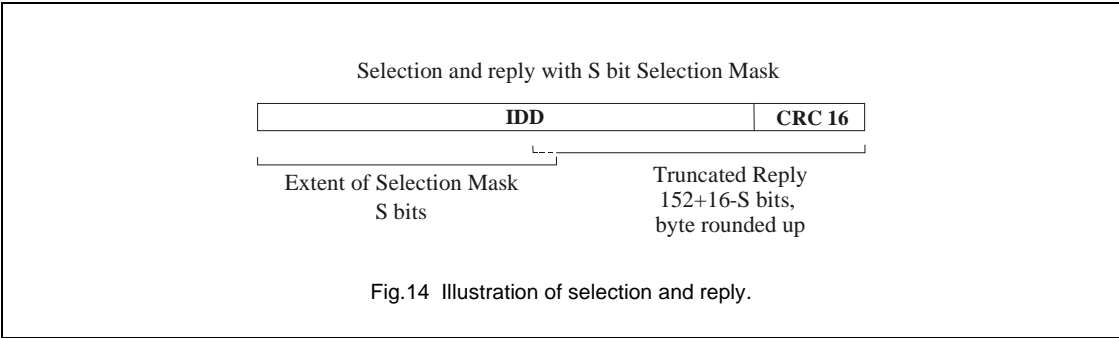 Selection and reply with S bit Selection Mask
IDD CRC 16
Extent of Selection Mask
S bits
Truncated Reply
152+16-S bits,
byte rounded up
Fig.14 Illustration of selection and reply.